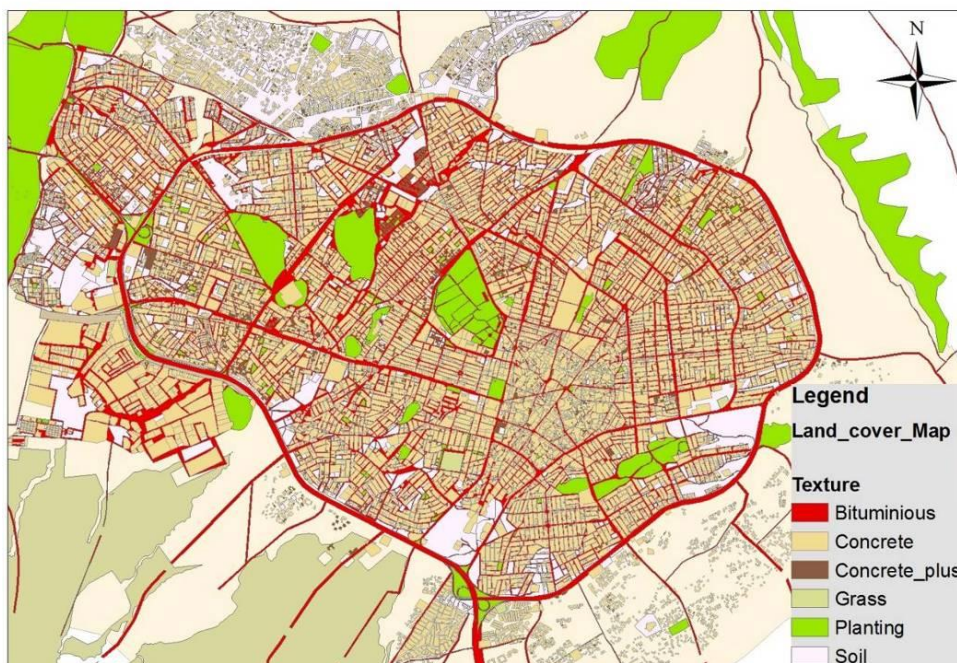 N
Legend
Land_cover_Map
Texture
Bituminious
Concrete
Concrete_plus
Grass
Planting
Soil